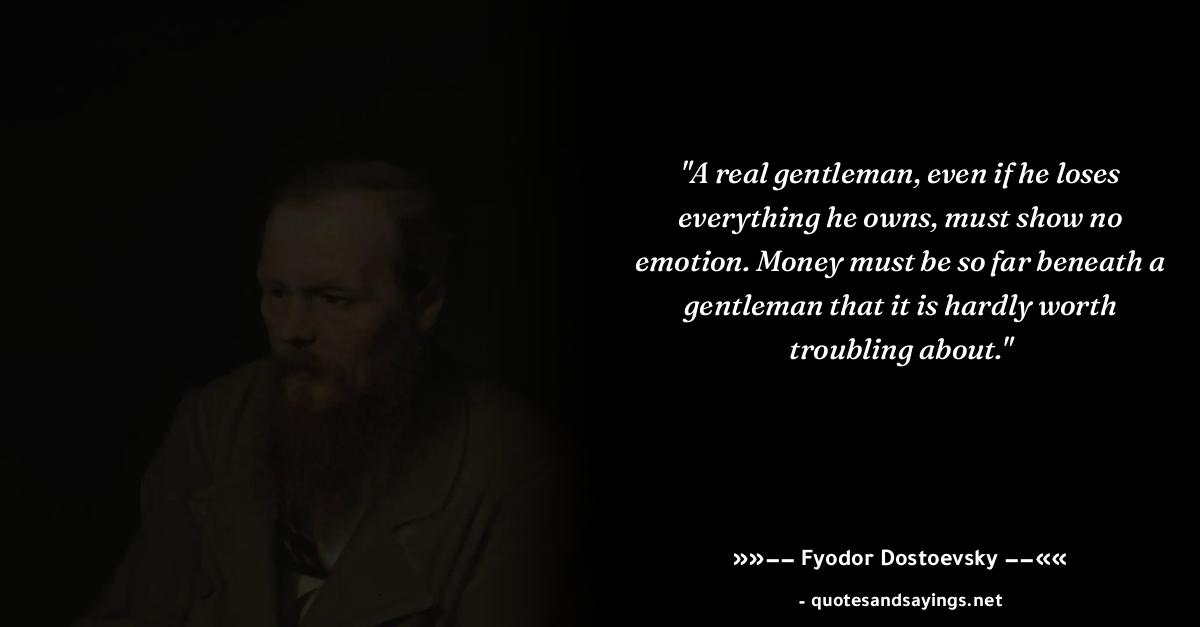 "A real gentleman, even if he loses
everything he owns, must show no
emotion. Money must be so far beneath a
gentleman that it is hardly worth
troubling about."
»»−− Fyodor Dostoevsky −−««
- quotesandsayings.net